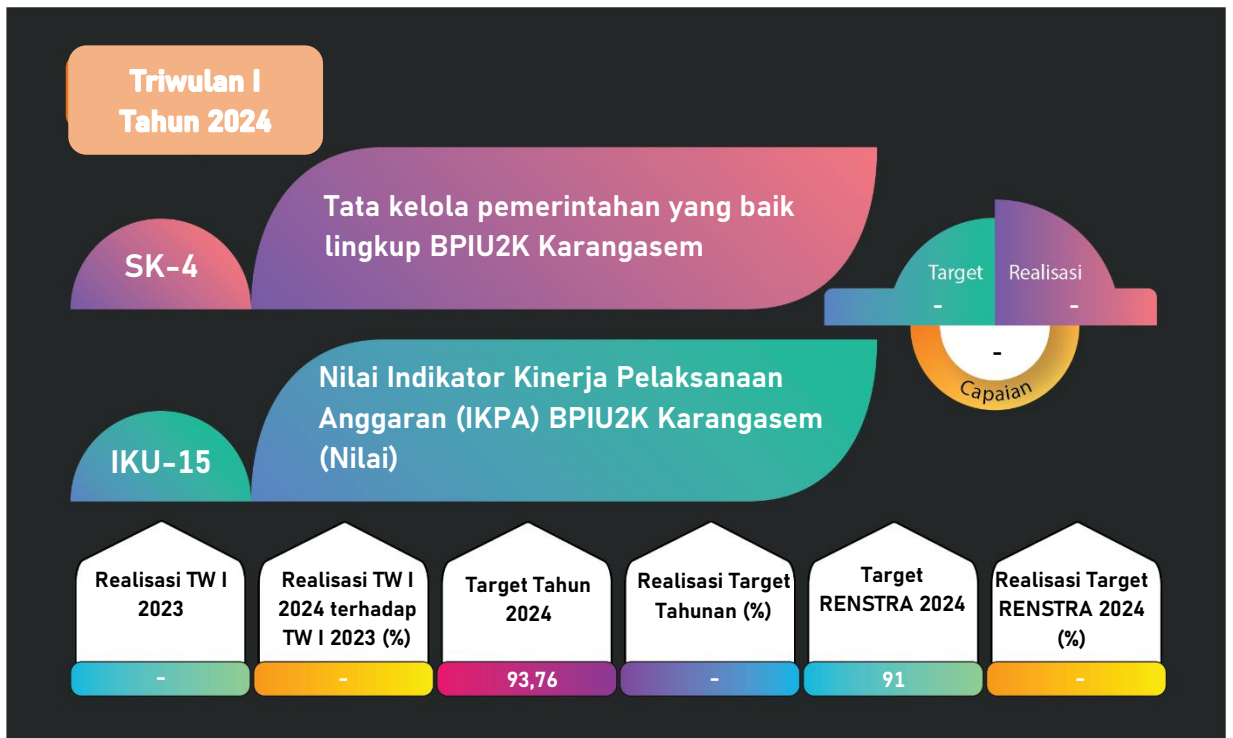 Triwulan I
Tahun 2024
SK-4
Tata kelola pemerintahan yang baik
lingkup BPIU2K Karangasem
Target
Realisasi
-
-
-
Capaian
IKU-15
Nilai Indikator Kinerja Pelaksanaan
Anggaran (IKPA) BPIU2K Karangasem
(Nilai)
Realisasi TW I
2023
-
Realisasi TW I
2024 terhadap
TW I 2023 (%)
-
Target Tahun
2024
93,76
Realisasi Target
Tahunan (%)
-
Target
RENSTRA 2024
91
Realisasi Target
RENSTRA 2024
(%)
-